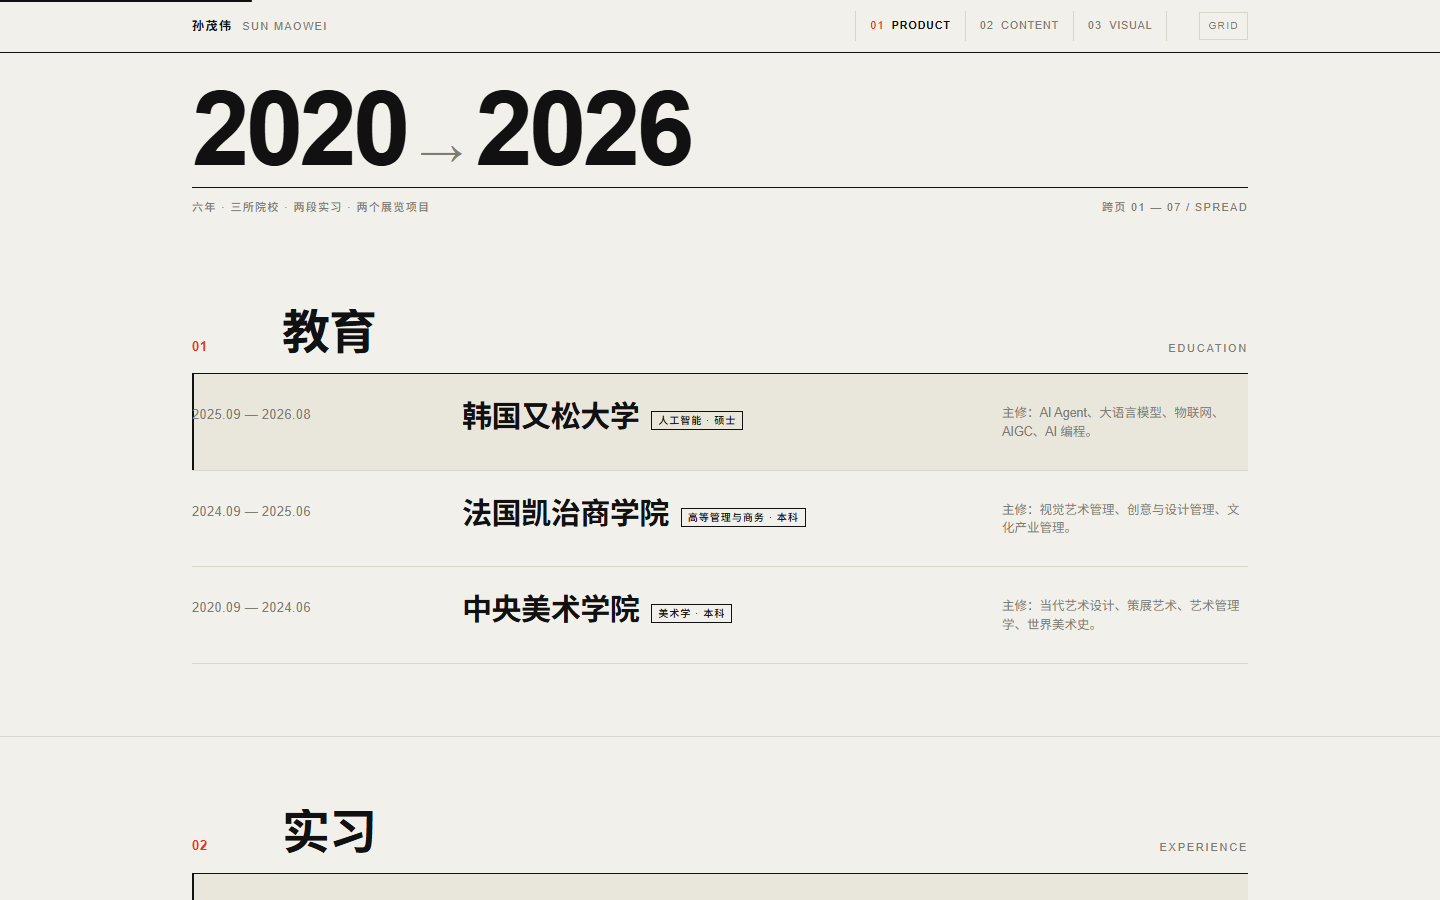 孙茂伟 SUN MAOWEI
01 PRODUCT 02 CONTENT 03 VISUAL GRID
2020 → 2026
六年 · 三所院校 · 两段实习 · 两个展览项目
跨页 01 — 07 / SPREAD
01 教育 EDUCATION
2025.09 — 2026.08
韩国又松大学 人工智能 · 硕士
主修：AI Agent、大语言模型、物联网、
AIGC、AI 编程。
2024.09 — 2025.06
法国凯治商学院 高等管理与商务 · 本科
主修：视觉艺术管理、创意与设计管理、文
化产业管理。
2020.09 — 2024.06
中央美术学院 美术学 · 本科
主修：当代艺术设计、策展艺术、艺术管理
学、世界美术史。
02 实习 EXPERIENCE